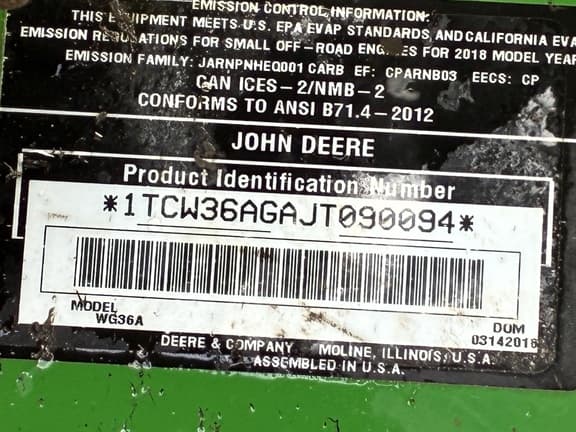 EMISSION CONTROL INFORMATION:
THIS EQUIPMENT MEETS U.S. EPA EVAP STANDARDS, AND CALIFORNIA EVA
EMISSION REGULATIONS FOR SMALL OFF-ROAD ENGINES FOR 2018 MODEL YEAR
EMISSION FAMILY: JARNPNHEQ001 CARB EF: CPARNB03 EECS: CP
CAN ICES-2/NMB-2
CONFORMS TO ANSI B71.4-2012
JOHN DEERE
Product Identification Number
*1TCW36AGAJT090094*
MODEL
WG36A
DOM
03142018
DEERE & COMPANY MOLINE, ILLINOIS, U.S.A.
ASSEMBLED IN U.S.A.